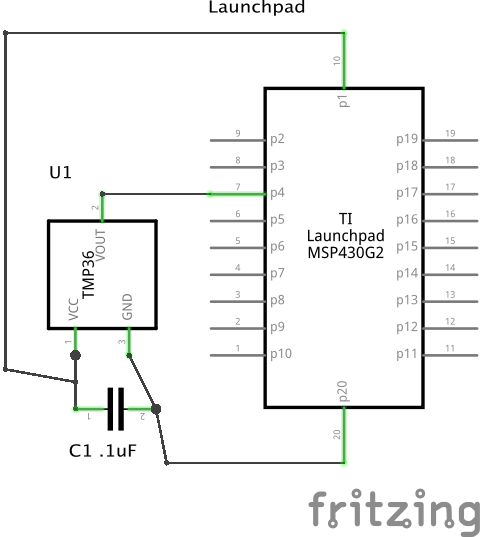 Launchpad
10
p1
9 p2 p19 19
8 p3 p18 18
U1
7 p4 p17 17
2
6 p5 TI p16 16
VOUT
Launchpad
5 p6 MSP430G2 p15 15
TMP36
4 p7 p14 14
VCC GND
3 p8 p13 13
2 p9 p12 12
1 3
1 p10 p11 11
p20
1 2
20
C1 .1uF
fritzing